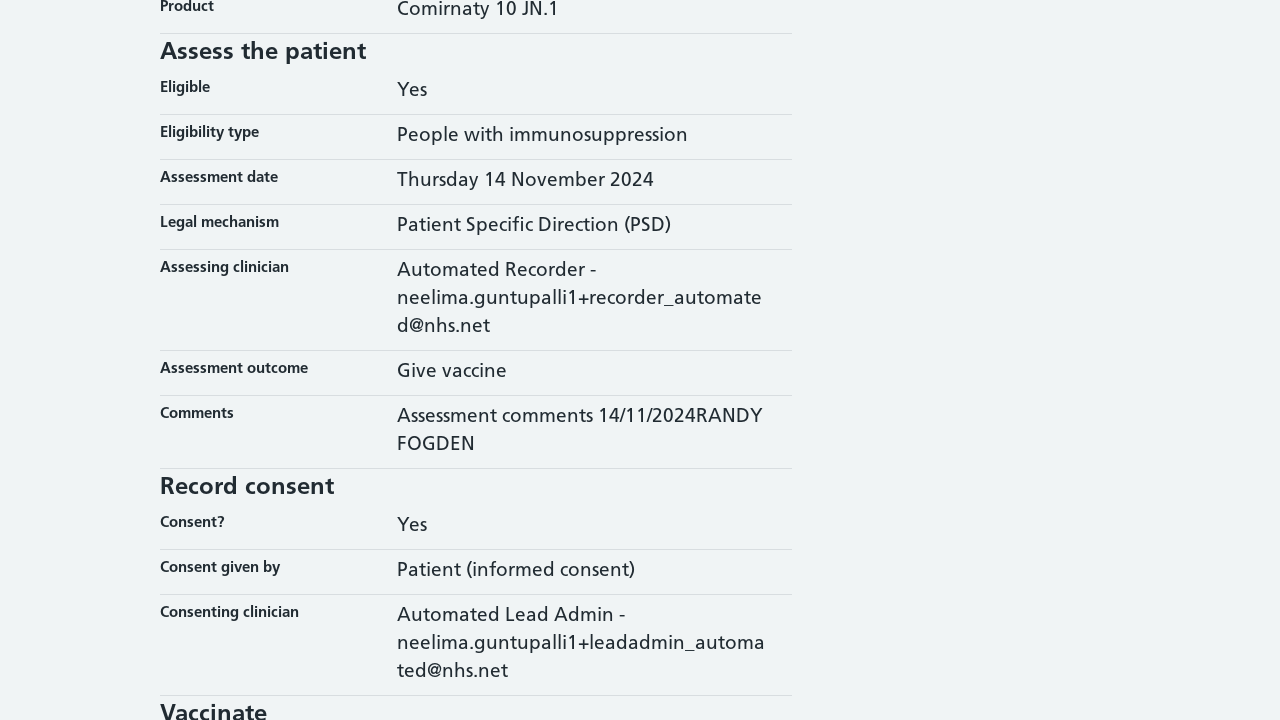 Product
Comirnaty 10 JN.1
Assess the patient
Eligible
Yes
Eligibility type
People with immunosuppression
Assessment date
Thursday 14 November 2024
Legal mechanism
Patient Specific Direction (PSD)
Assessing clinician
Automated Recorder -
neelima.guntupalli1+recorder_automate
d@nhs.net
Assessment outcome
Give vaccine
Comments
Assessment comments 14/11/2024RANDY
FOGDEN
Record consent
Consent?
Yes
Consent given by
Patient (informed consent)
Consenting clinician
Automated Lead Admin -
neelima.guntupalli1+leadadmin_automa
ted@nhs.net
Vaccinate